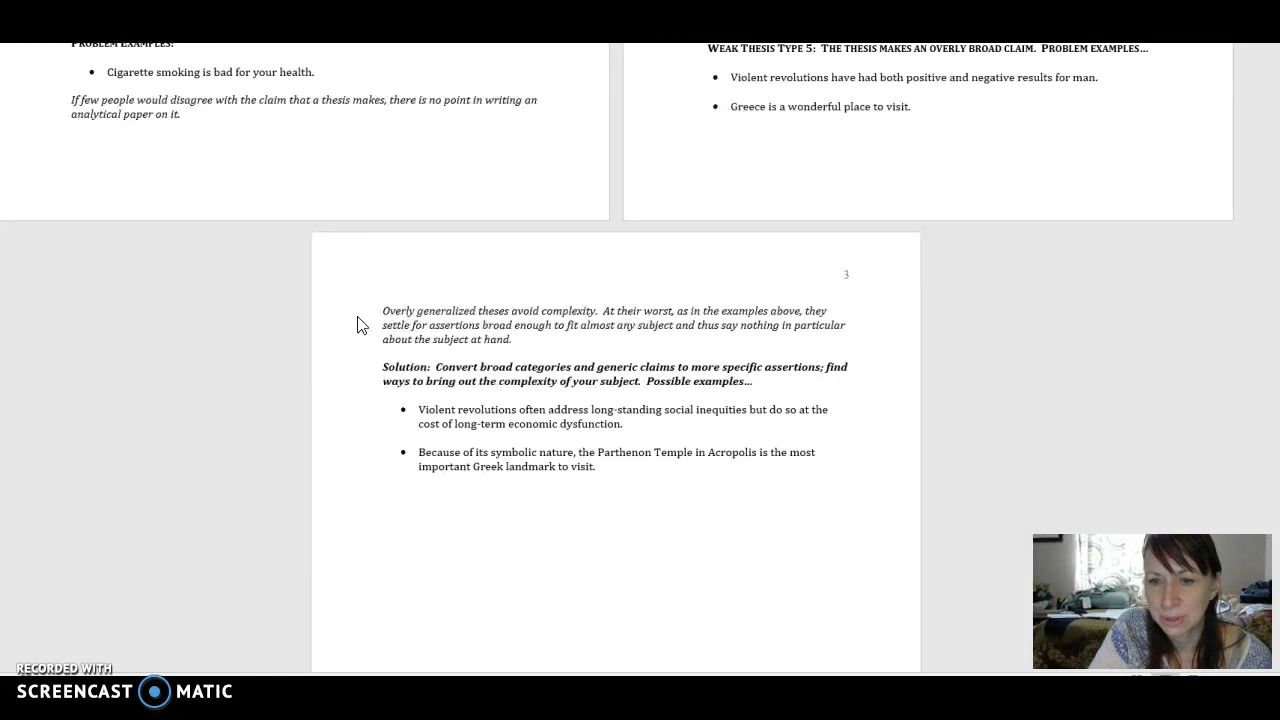 PROBLEM EXAMPLES:
• Cigarette smoking is bad for your health.
If few people would disagree with the claim that a thesis makes, there is no point in writing an
analytical paper on it.
WEAK THESIS TYPE 5:  THE THESIS MAKES AN OVERLY BROAD CLAIM.  PROBLEM EXAMPLES…
• Violent revolutions have had both positive and negative results for man.
• Greece is a wonderful place to visit.
3
Overly generalized theses avoid complexity.  At their worst, as in the examples above, they
settle for assertions broad enough to fit almost any subject and thus say nothing in particular
about the subject at hand.
Solution:  Convert broad categories and generic claims to more specific assertions; find
ways to bring out the complexity of your subject.  Possible examples…
• Violent revolutions often address long-standing social inequities but do so at the
cost of long-term economic dysfunction.
• Because of its symbolic nature, the Parthenon Temple in Acropolis is the most
important Greek landmark to visit.
RECORDED WITH
SCREENCAST MATIC